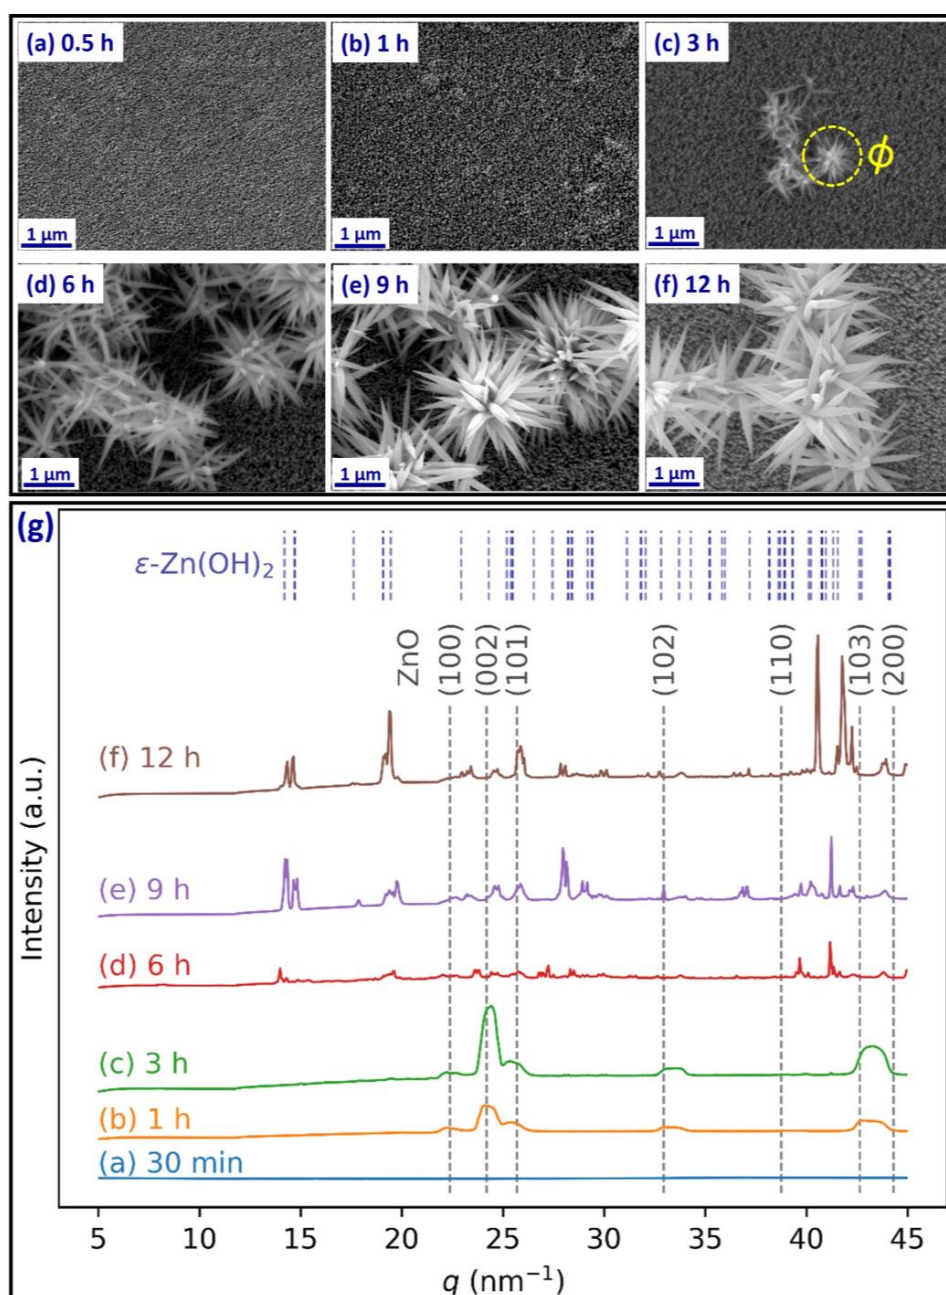 (a) 0.5 h
(b) 1 h
(c) 3 h
ϕ
1 µm
1 µm
1 µm
(d) 6 h
(e) 9 h
(f) 12 h
1 µm
1 µm
1 µm
(g)
ε-Zn(OH)₂
ZnO
(100)
(002)
(101)
(102)
(110)
(103)
(200)
(f) 12 h
(e) 9 h
(d) 6 h
(c) 3 h
(b) 1 h
(a) 30 min
Intensity (a.u.)
5 10 15 20 25 30 35 40 45
q (nm⁻¹)